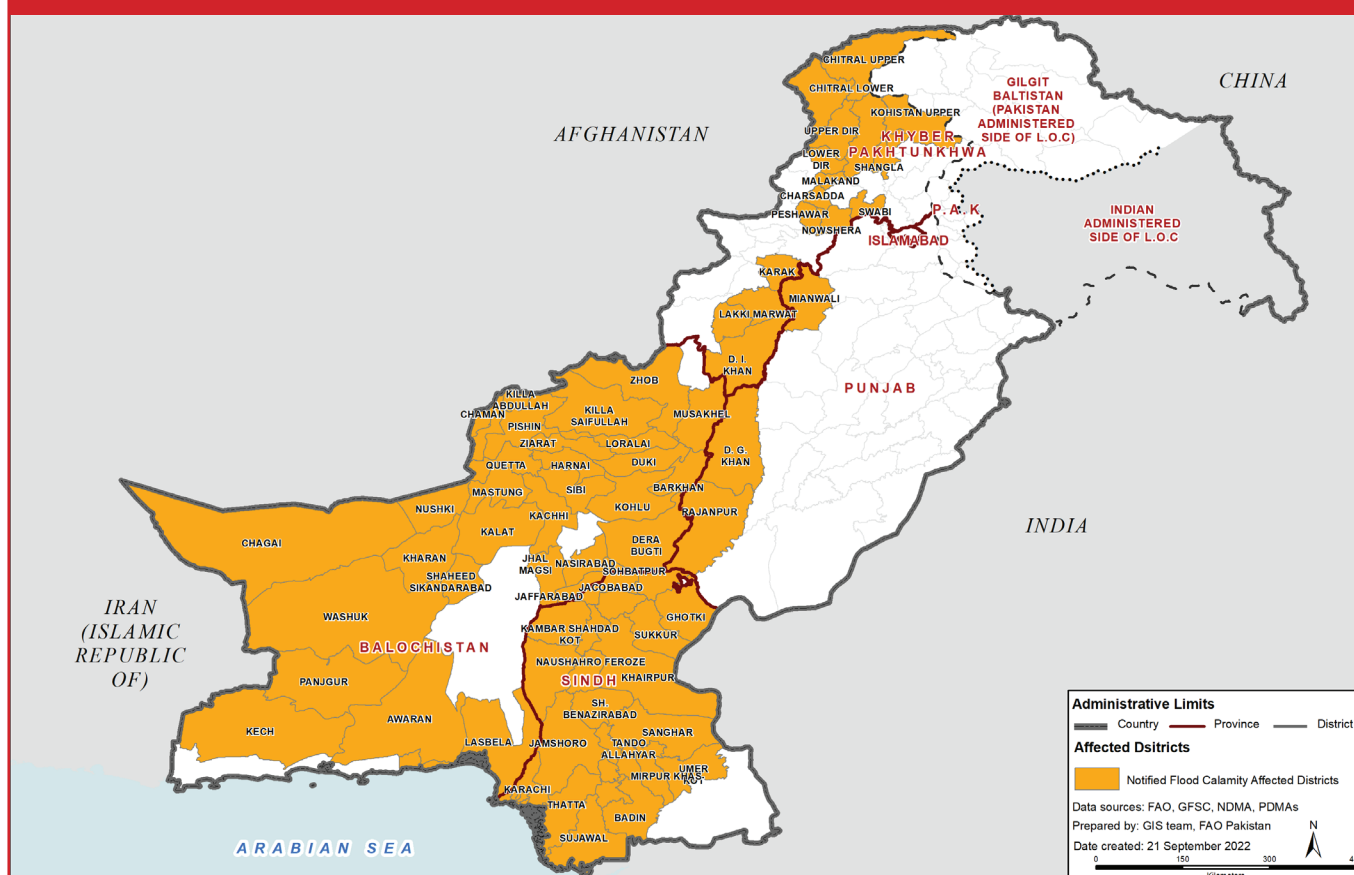 CHITRAL UPPER
CHITRAL LOWER
GILGIT
BALTISTAN
(PAKISTAN
ADMINISTERED
SIDE OF L.O.C)
CHINA
AFGHANISTAN
KOHISTAN UPPER
UPPER DIR
KHYBER
PAKHTUNKHWA
LOWER
DIR
SHANGLA
MALAKAND
CHARSADDA
PESHAWAR
SWABI
NOWSHERA
P.A.K
ISLAMABAD
INDIAN
ADMINISTERED
SIDE OF L.O.C
KARAK
MIANWALI
LAKKI MARWAT
D. I.
KHAN
PUNJAB
ZHOB
KILLA
ABDULLAH
CHAMAN
KILLA
SAIFULLAH
MUSAKHEL
PISHIN
ZIARAT
LORALAI
D. G.
KHAN
QUETTA
HARNAI
DUKI
MASTUNG
SIBI
BARKHAN
NUSHKI
KACHHI
KOHLU
RAJANPUR
INDIA
CHAGAI
KALAT
DERA
BUGTI
KHARAN
JHAL
MAGSI
NASIRABAD
SOHBATPUR
SHAHEED
SIKANDARABAD
JACOBABAD
JAFFARABAD
IRAN
(ISLAMIC
REPUBLIC
OF)
WASHUK
GHOTKI
KAMBAR SHAHDAD
KOT
SUKKUR
BALOCHISTAN
NAUSHAHRO FEROZE
SINDH
KHAIRPUR
PANJGUR
SH.
BENAZIRABAD
AWARAN
KECH
SANGHAR
LASBELA
JAMSHORO
TANDO
ALLAHYAR
UMER
KOT
MIRPUR KHAS
KARACHI
THATTA
BADIN
SUJAWAL
ARABIAN SEA
Administrative Limits
Country Province District
Affected Dsitricts
Notified Flood Calamity Affected Districts
Data sources: FAO, GFSC, NDMA, PDMAs
Prepared by: GIS team, FAO Pakistan
N
Date created: 21 September 2022
0 150 300
Kilometers